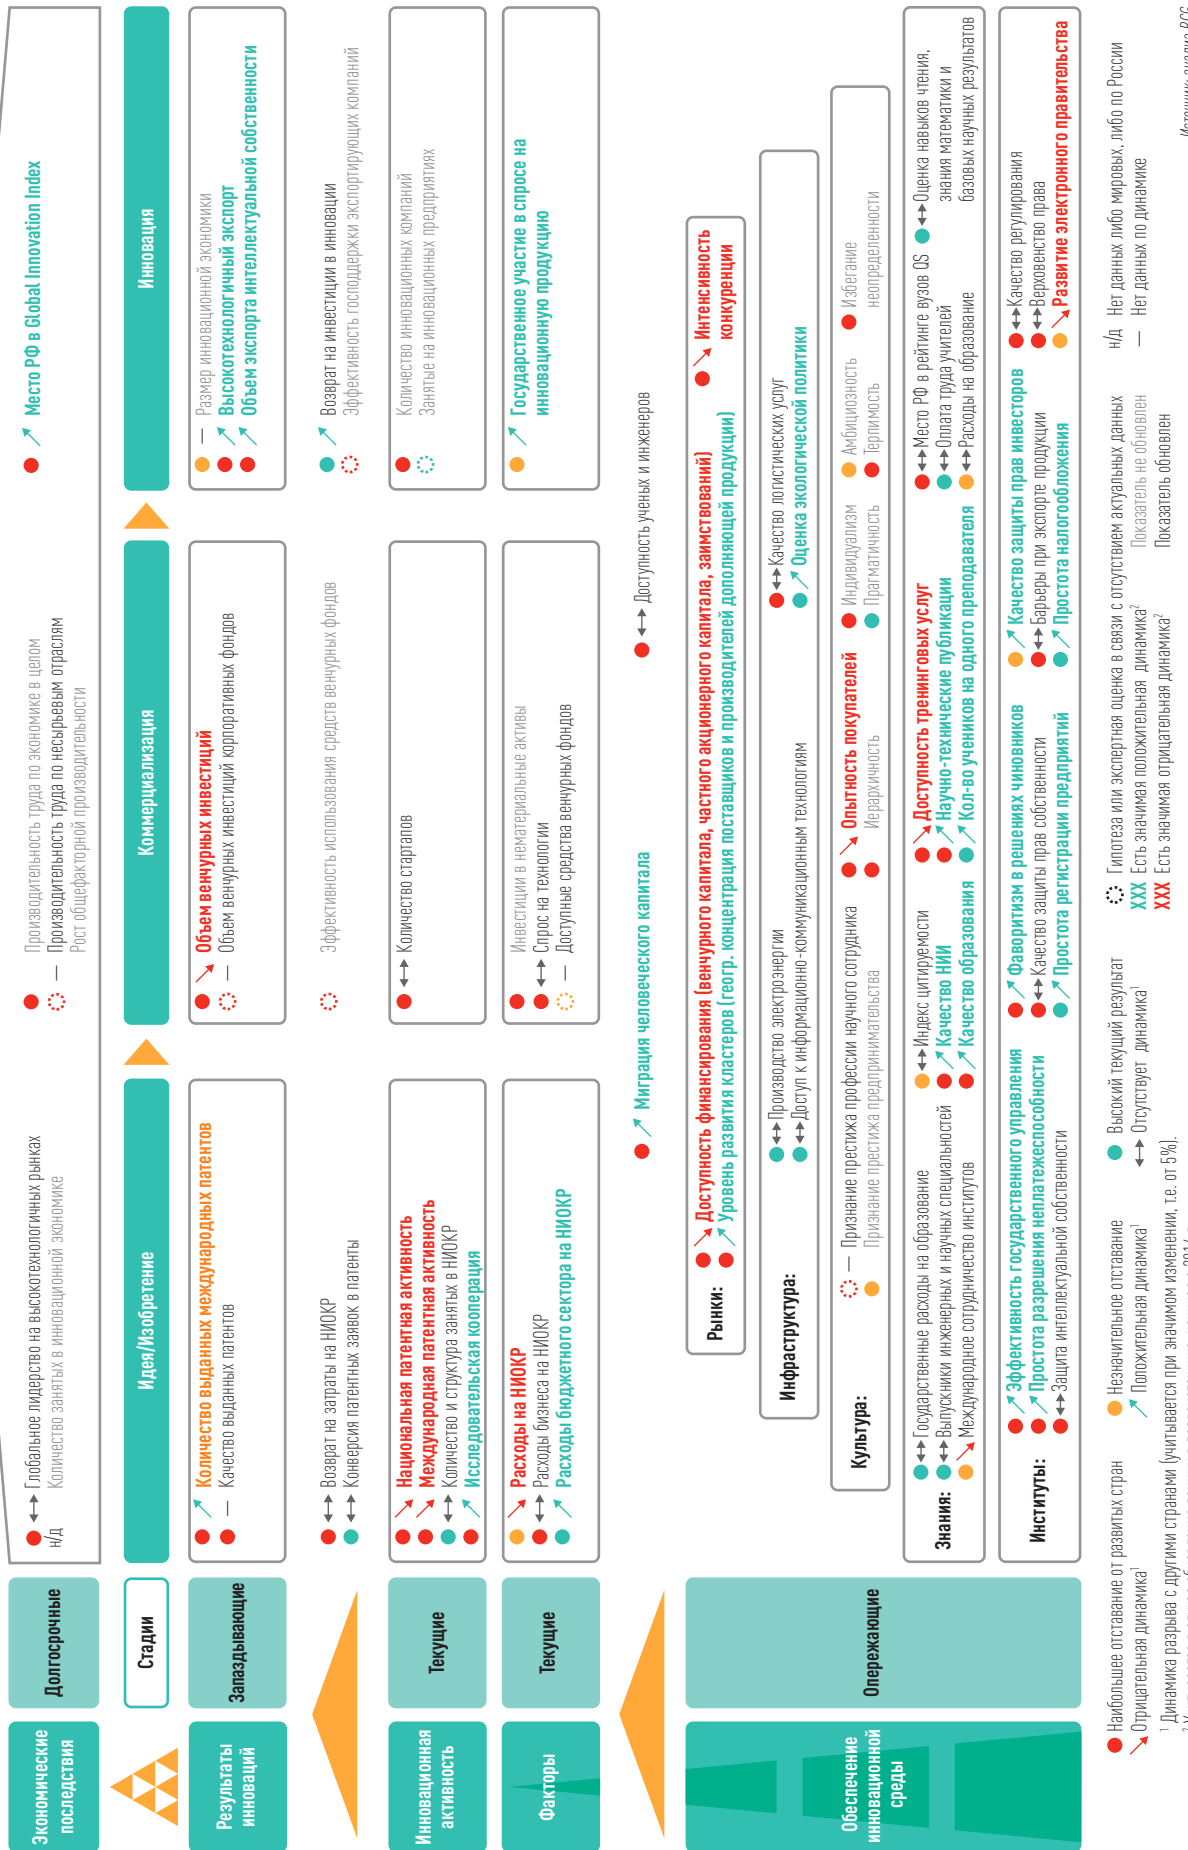 Экономические
последствия
Долгосрочные
Глобальное лидерство на высокотехнологичных рынках
н/д Количество занятых в инновационной экономике
Производительность труда по экономике в целом
— Производительность труда по несырьевым отраслям
Рост общефакторной производительности
Место РФ в Global Innovation Index
Стадии
Идея/Изобретение
Коммерциализация
Инновация
Результаты
инноваций
Запаздывающие
Количество выданных международных патентов
— Качество выданных патентов
Объем венчурных инвестиций
— Объем венчурных инвестиций корпоративных фондов
— Размер инновационной экономики
Высокотехнологичный экспорт
Объем экспорта интеллектуальной собственности
Возврат на затраты на НИОКР
Конверсия патентных заявок в патенты
Эффективность использования средств венчурных фондов
Возврат на инвестиции в инновации
Эффективность господдержки экспортирующих компаний
Инновационная
активность
Текущие
Национальная патентная активность
Международная патентная активность
Количество и структура занятых в НИОКР
Исследовательская кооперация
Количество стартапов
Количество инновационных компаний
Занятые на инновационных предприятиях
Факторы
Текущие
Расходы на НИОКР
Расходы бизнеса на НИОКР
Расходы бюджетного сектора на НИОКР
Инвестиции в нематериальные активы
Спрос на технологии
— Доступные средства венчурных фондов
Государственное участие в спросе на
инновационную продукцию
Миграция человеческого капитала
Доступность ученых и инженеров
Обеспечение
инновационной
среды
Опережающие
Рынки:
Доступность финансирования (венчурного капитала, частного акционерного капитала, заимствований)
Уровень развития кластеров (геогр. концентрация поставщиков и производителей дополняющей продукции)
Интенсивность
конкуренции
Инфраструктура:
Производство электроэнергии
Доступ к информационно-коммуникационным технологиям
Качество логистических услуг
Оценка экологической политики
Культура:
— Признание престижа профессии научного сотрудника
Признание престижа предпринимательства
Опытность покупателей
Иерархичность
Индивидуализм
Прагматичность
Амбициозность
Терпимость
Избегание
неопределенности
Знания:
Государственные расходы на образование
Выпускники инженерных и научных специальностей
Международное сотрудничество институтов
Индекс цитируемости
Качество НИИ
Качество образования
Доступность тренинговых услуг
Научно-технические публикации
Кол-во учеников на одного преподавателя
Место РФ в рейтинге вузов QS
Оплата труда учителей
Расходы на образование
Оценка навыков чтения,
знания математики и
базовых научных результатов
Институты:
Эффективность государственного управления
Простота разрешения неплатежеспособности
Защита интеллектуальной собственности
Фаворитизм в решениях чиновников
Качество защиты прав собственности
Простота регистрации предприятий
Качество защиты прав инвесторов
Барьеры при экспорте продукции
Простота налогообложения
Качество регулирования
Верховенство права
Развитие электронного правительства
Наибольшее отставание от развитых стран
Отрицательная динамика¹
Незначительное отставание
Положительная динамика¹
Высокий текущий результат
Отсутствует динамика¹
Гипотеза или экспертная оценка в связи с отсутствием актуальных данных
XXX Есть значимая положительная динамика²
XXX Есть значимая отрицательная динамика²
Показатель не обновлен
Показатель обновлен
н/д Нет данных либо мировых, либо по России
— Нет данных по динамике
¹ Динамика разрыва с другими странами (учитывается при значимом изменении, т.е. от 5%).
Источник: анализ BCG